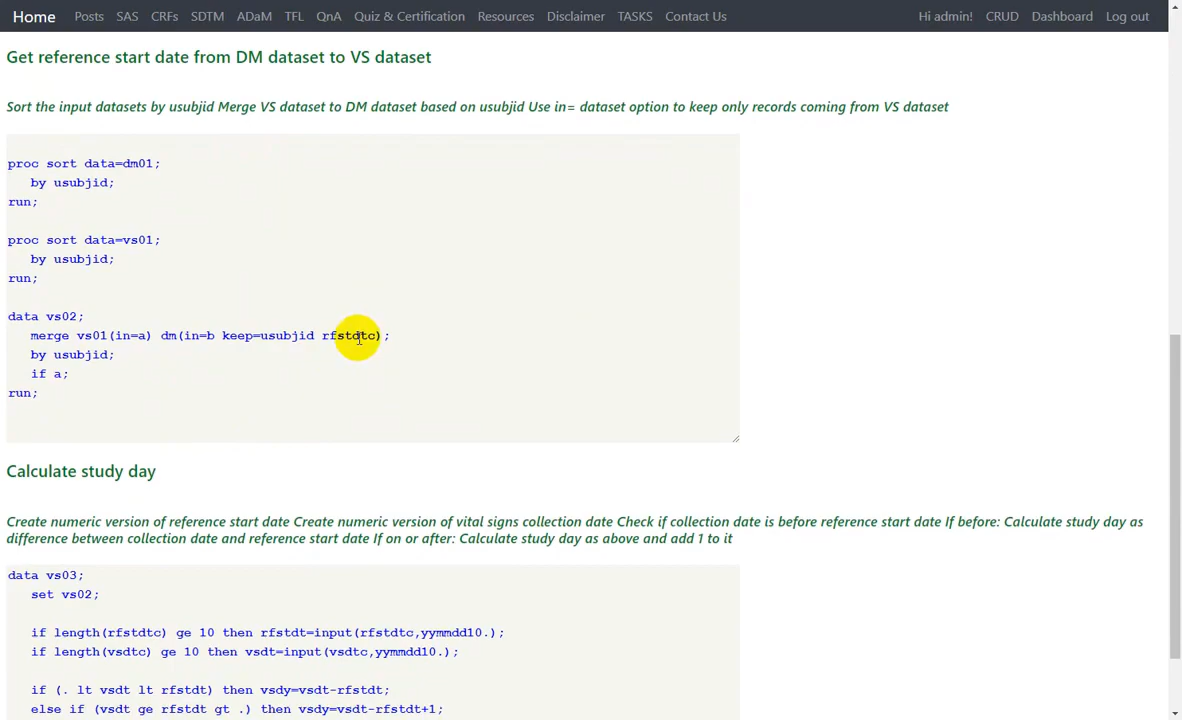 Home Posts SAS CRFs SDTM ADaM TFL QnA Quiz & Certification Resources Disclaimer TASKS Contact Us Hi admin! CRUD Dashboard Log out
Get reference start date from DM dataset to VS dataset
Sort the input datasets by usubjid Merge VS dataset to DM dataset based on usubjid Use in= dataset option to keep only records coming from VS dataset
proc sort data=dm01;
by usubjid;
run;
proc sort data=vs01;
by usubjid;
run;
data vs02;
merge vs01(in=a) dm(in=b keep=usubjid rfstdtc);
by usubjid;
if a;
run;
Calculate study day
Create numeric version of reference start date Create numeric version of vital signs collection date Check if collection date is before reference start date If before: Calculate study day as
difference between collection date and reference start date If on or after: Calculate study day as above and add 1 to it
data vs03;
set vs02;
if length(rfstdtc) ge 10 then rfstdt=input(rfstdtc,yymmdd10.);
if length(vsdtc) ge 10 then vsdt=input(vsdtc,yymmdd10.);
if (. lt vsdt lt rfstdt) then vsdy=vsdt-rfstdt;
else if (vsdt ge rfstdt gt .) then vsdy=vsdt-rfstdt+1;